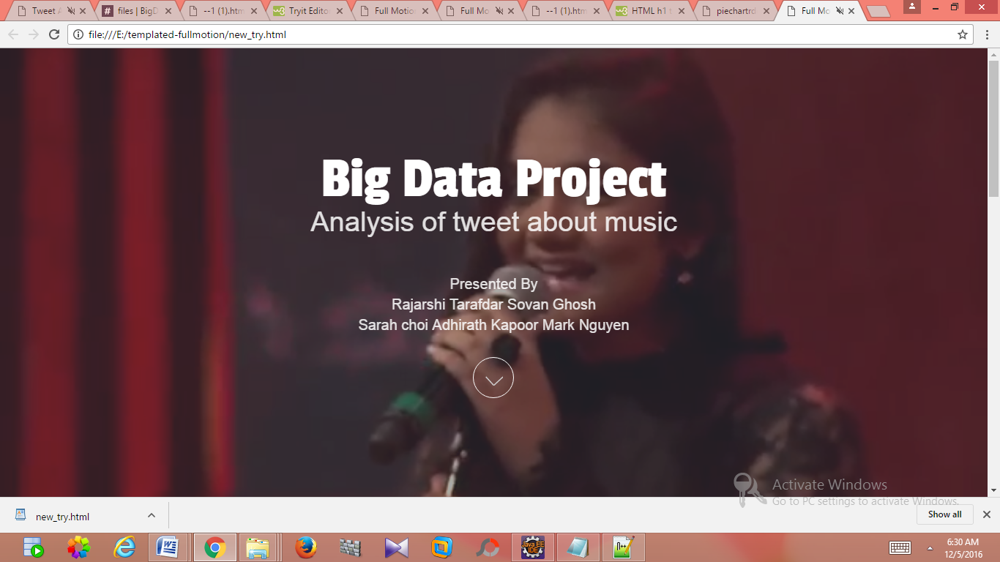 Tweet A
files | BigD
--1 (1).htm
Tryit Edito
Full Motion
Full Mo
--1 (1).htm
HTML h1 t
piechartrd
Full Mo
file:///E:/templated-fullmotion/new_try.html
Big Data Project
Analysis of tweet about music
Presented By
Rajarshi Tarafdar Sovan Ghosh
Sarah choi Adhirath Kapoor Mark Nguyen
Activate Windows
Go to PC settings to activate Windows.
new_try.html
Show all
Java EE
IDE
6:30 AM
12/5/2016